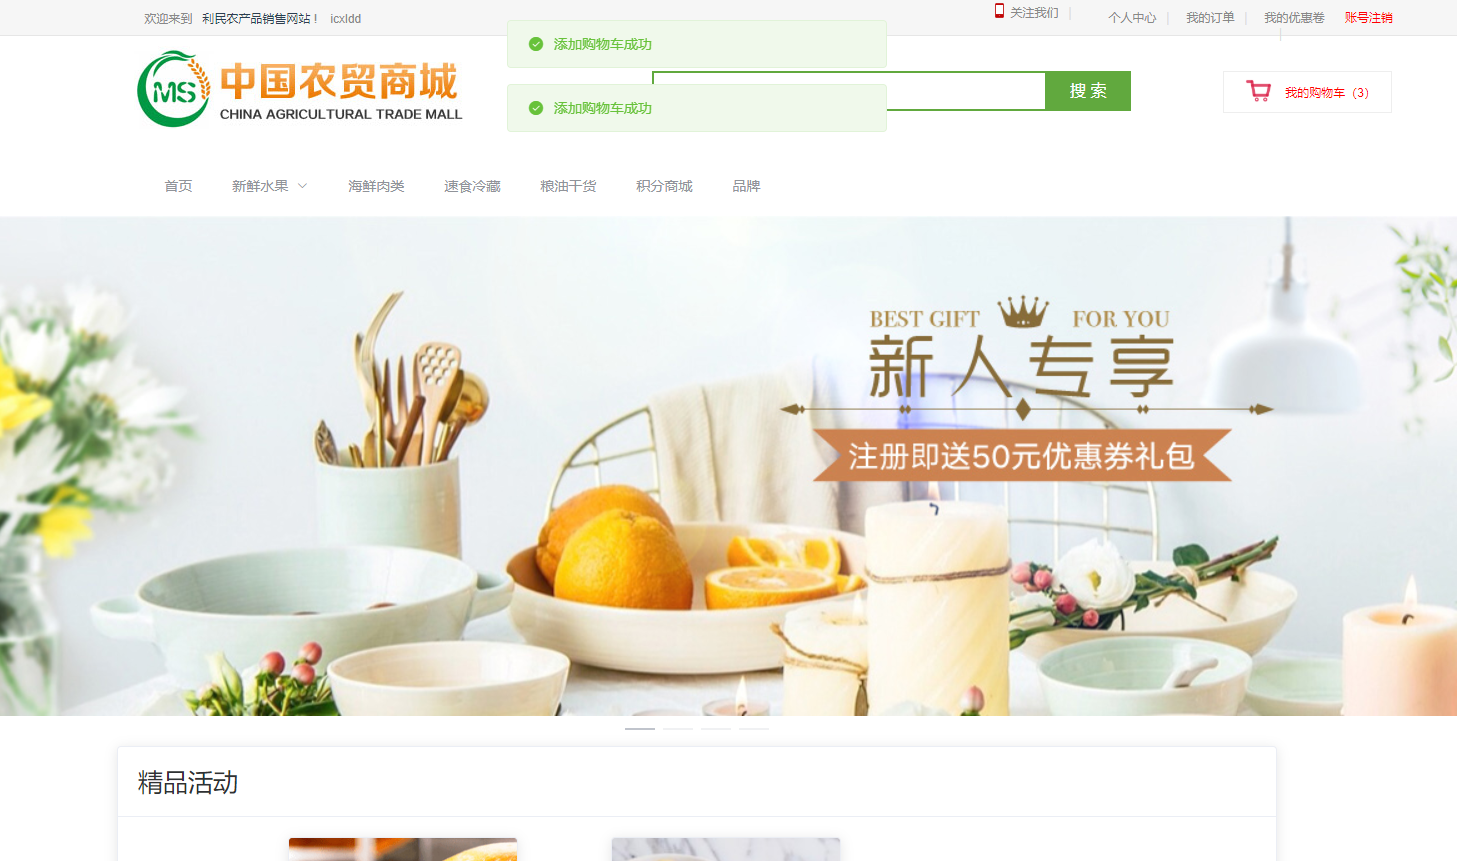 欢迎来到 利民农产品销售网站 ! icxldd
关注我们
个人中心 我的订单 我的优惠卷 账号注销
添加购物车成功
添加购物车成功
MS
中国农贸商城
CHINA AGRICULTURAL TRADE MALL
搜 索
我的购物车（3）
首页 新鲜水果 海鲜肉类 速食冷藏 粮油干货 积分商城 品牌
BEST GIFT FOR YOU
新人专享
注册即送50元优惠券礼包
精品活动